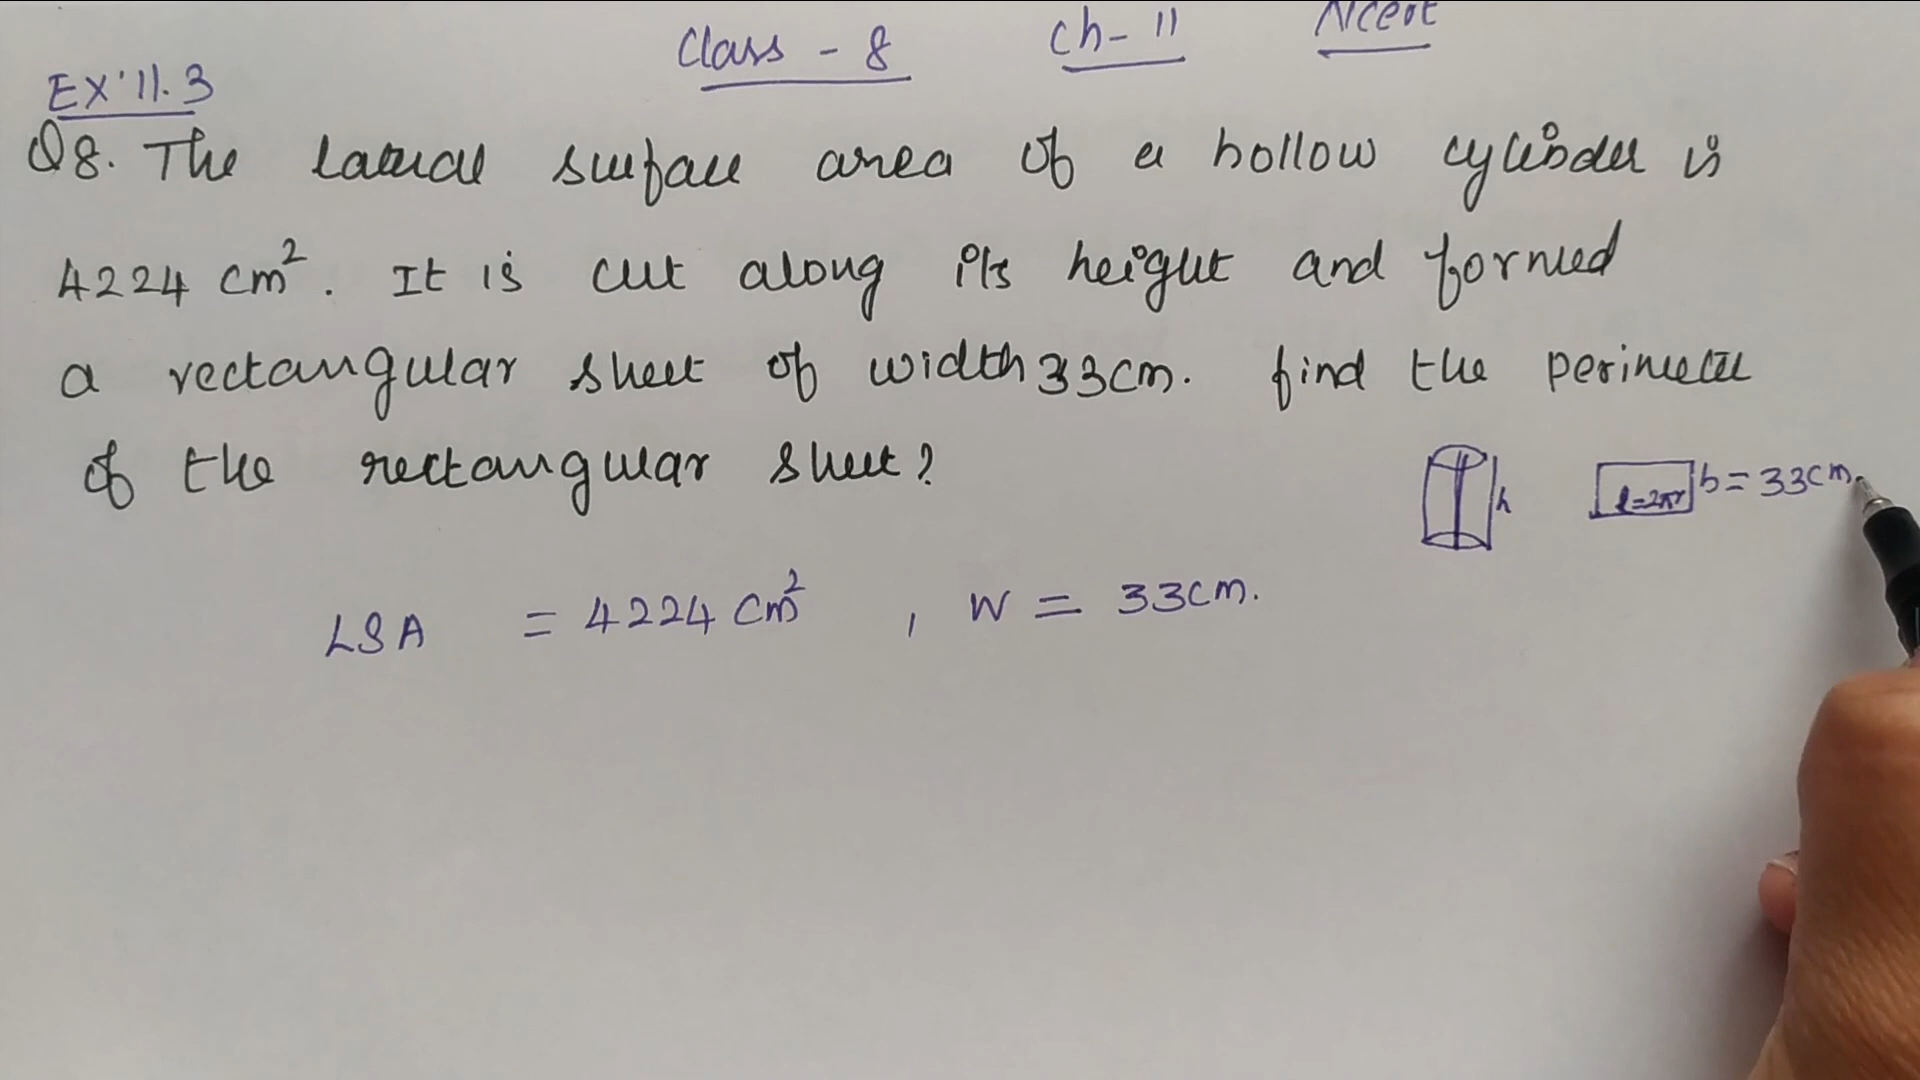 Class - 8 Ch- 11 Ncert
EX 11.3
Q8. The lateral surface area of a hollow cylinder is
4224 cm². It is cut along its height and formed
a rectangular sheet of width 33cm. find the perimeter
of the rectangular sheet?
h l=2πr b=33cm.
LSA = 4224 cm² , W = 33cm.